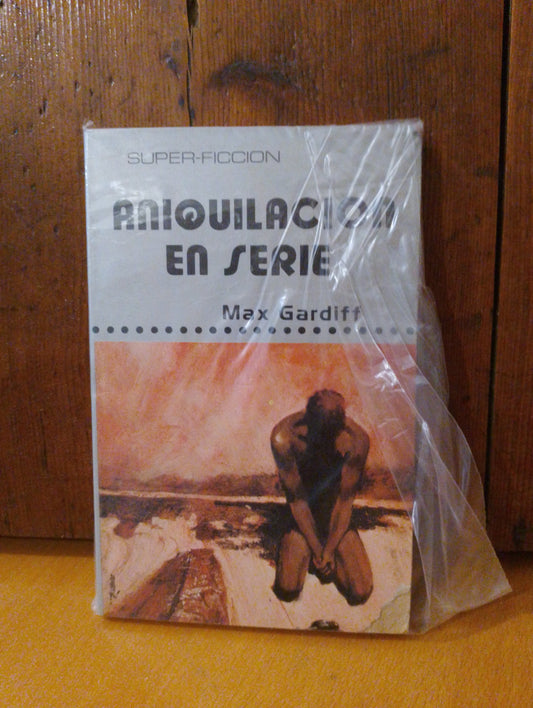 SUPER-FICCION
ANIQUILACION
EN SERIE
Max Gardiff